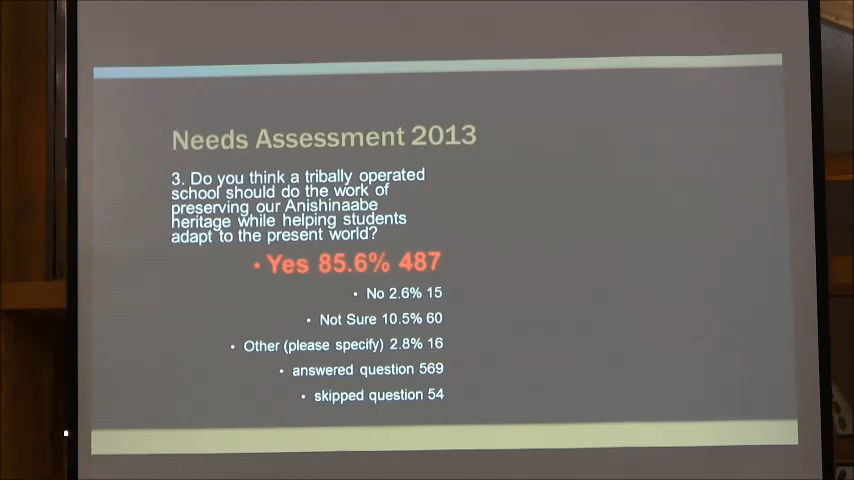 Needs Assessment 2013
3. Do you think a tribally operated
school should do the work of
preserving our Anishinaabe
heritage while helping students
adapt to the present world?
• Yes 85.6% 487
• No 2.6% 15
• Not Sure 10.5% 60
• Other (please specify) 2.8% 16
• answered question 569
• skipped question 54